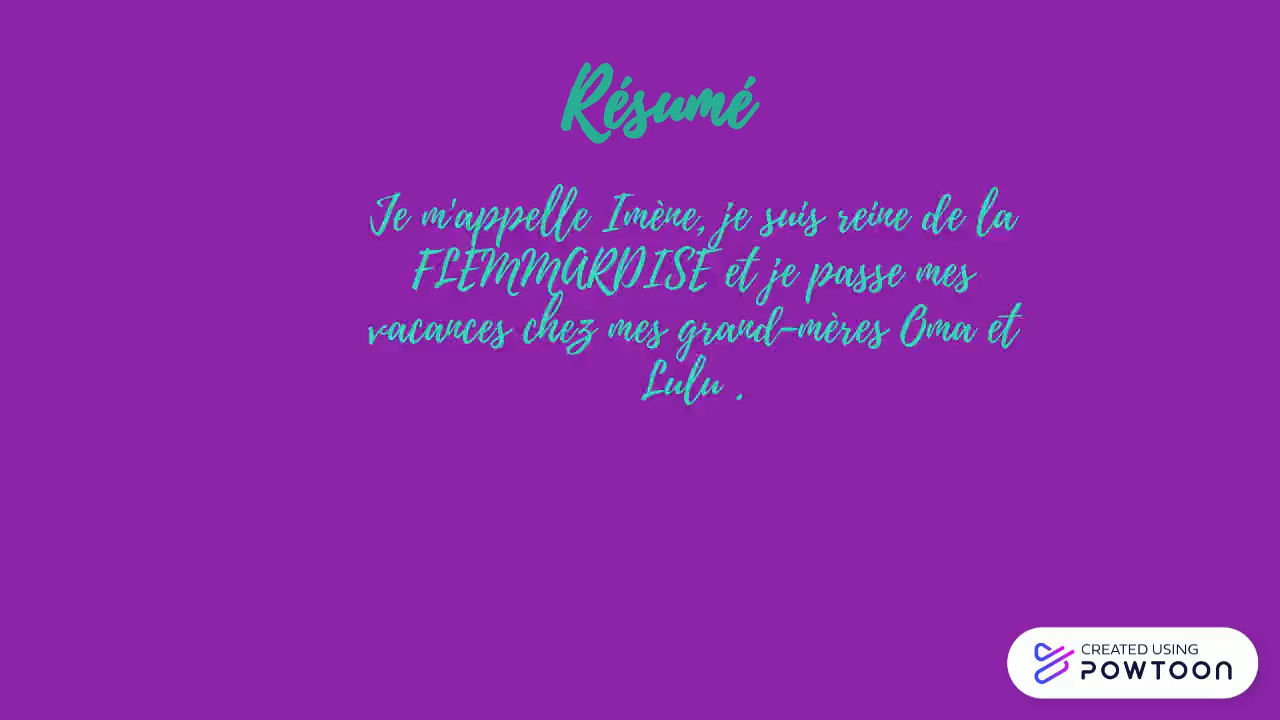 Résumé
Je m'appelle Imène, je suis reine de la
FLEMMARDISE et je passe mes
vacances chez mes grand-mères Oma et
Lulu .
CREATED USING
POWTOON